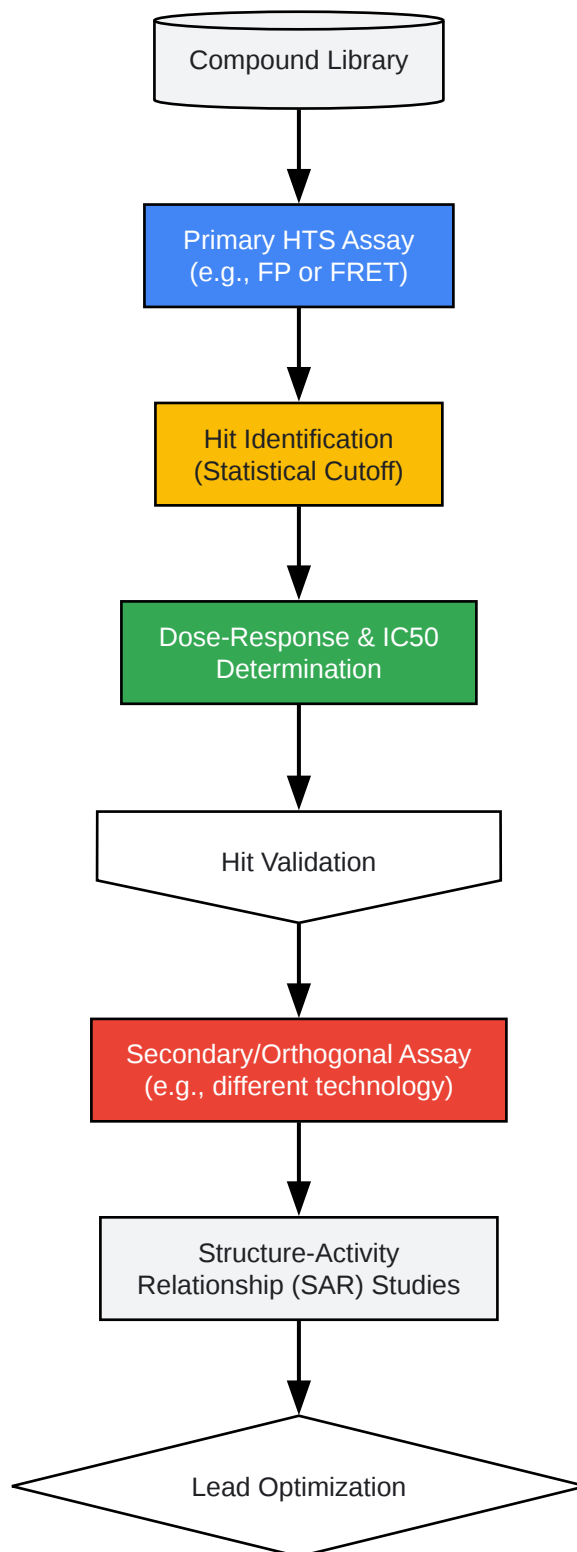 Compound Library
Primary HTS Assay
(e.g., FP or FRET)
Hit Identification
(Statistical Cutoff)
Dose-Response & IC50
Determination
Hit Validation
Secondary/Orthogonal Assay
(e.g., different technology)
Structure-Activity
Relationship (SAR) Studies
Lead Optimization